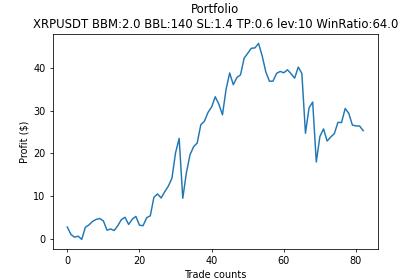 Portfolio
XRPUSDT BBM:2.0 BBL:140 SL:1.4 TP:0.6 lev:10 WinRatio:64.0
40
30
20
10
0
Profit ($)
0 20 40 60 80
Trade counts